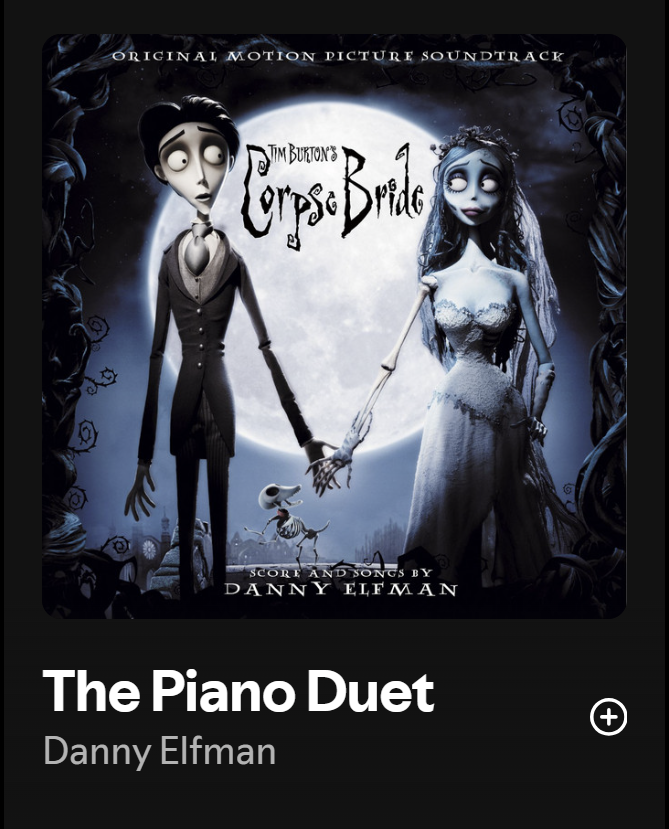 ORIGINAL MOTION PICTURE SOUNDTRACK
TIM BURTON'S
Corpse Bride
SCORE AND SONGS BY
DANNY ELFMAN
The Piano Duet
Danny Elfman